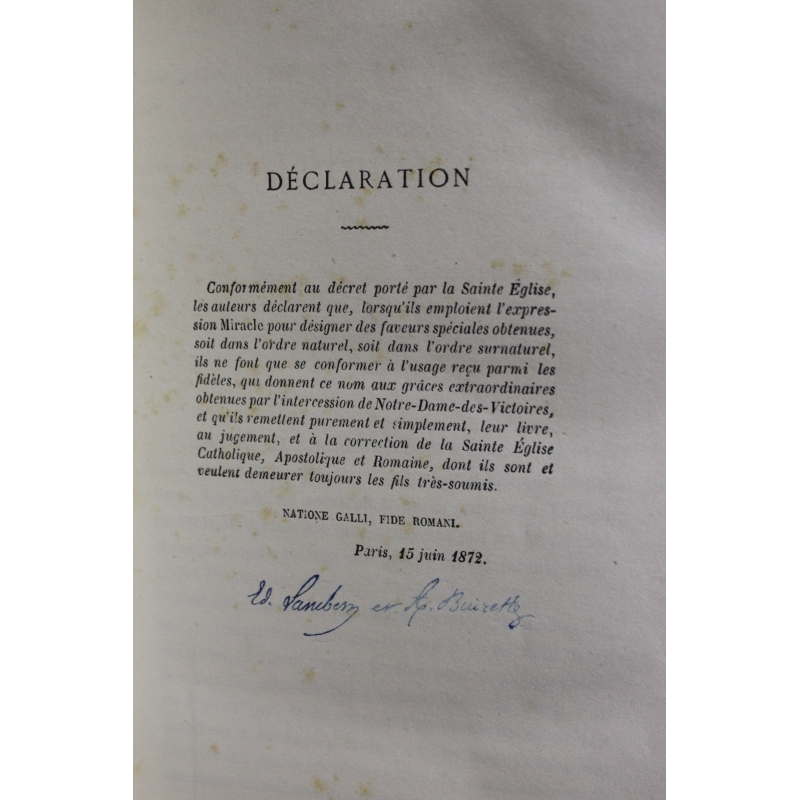 DÉCLARATION
Conformément au décret porté par la Sainte Église,
les auteurs déclarent que, lorsqu'ils emploient l'expres-
sion Miracle pour désigner des faveurs spéciales obtenues,
soit dans l'ordre naturel, soit dans l'ordre surnaturel,
ils ne font que se conformer à l'usage reçu parmi les
fidèles, qui donnent ce nom aux grâces extraordinaires
obtenues par l'intercession de Notre-Dame-des-Victoires,
et qu'ils remettent purement et simplement, leur livre,
au jugement, et à la correction de la Sainte Église
Catholique, Apostolique et Romaine, dont ils sont et
veulent demeurer toujours les fils très-soumis.
NATIONE GALLI, FIDE ROMANI.
Paris, 15 juin 1872.
Ed. et